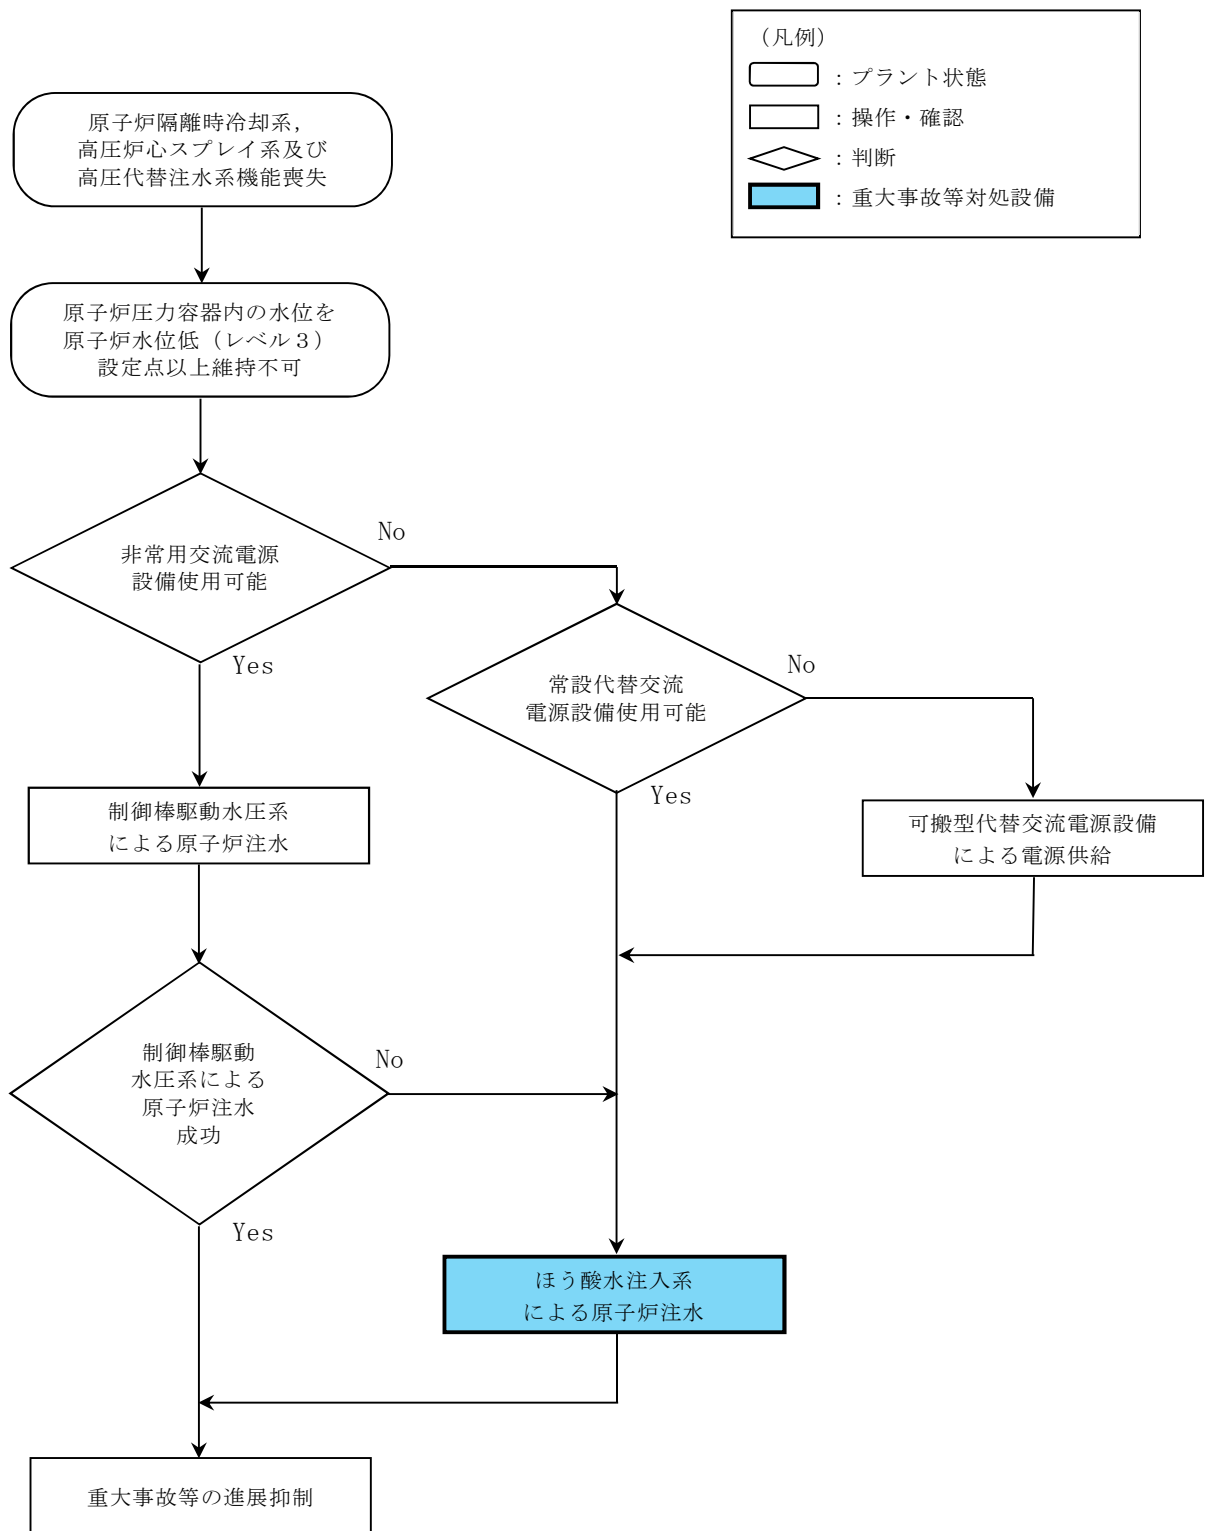 （凡例）
：プラント状態
：操作・確認
：判断
：重大事故等対処設備
原子炉隔離時冷却系，
高圧炉心スプレイ系及び
高圧代替注水系機能喪失
原子炉圧力容器内の水位を
原子炉水位低（レベル３）
設定点以上維持不可
非常用交流電源
設備使用可能
No
Yes
常設代替交流
電源設備使用可能
No
Yes
制御棒駆動水圧系
による原子炉注水
可搬型代替交流電源設備
による電源供給
制御棒駆動
水圧系による
原子炉注水
成功
No
Yes
ほう酸水注入系
による原子炉注水
重大事故等の進展抑制